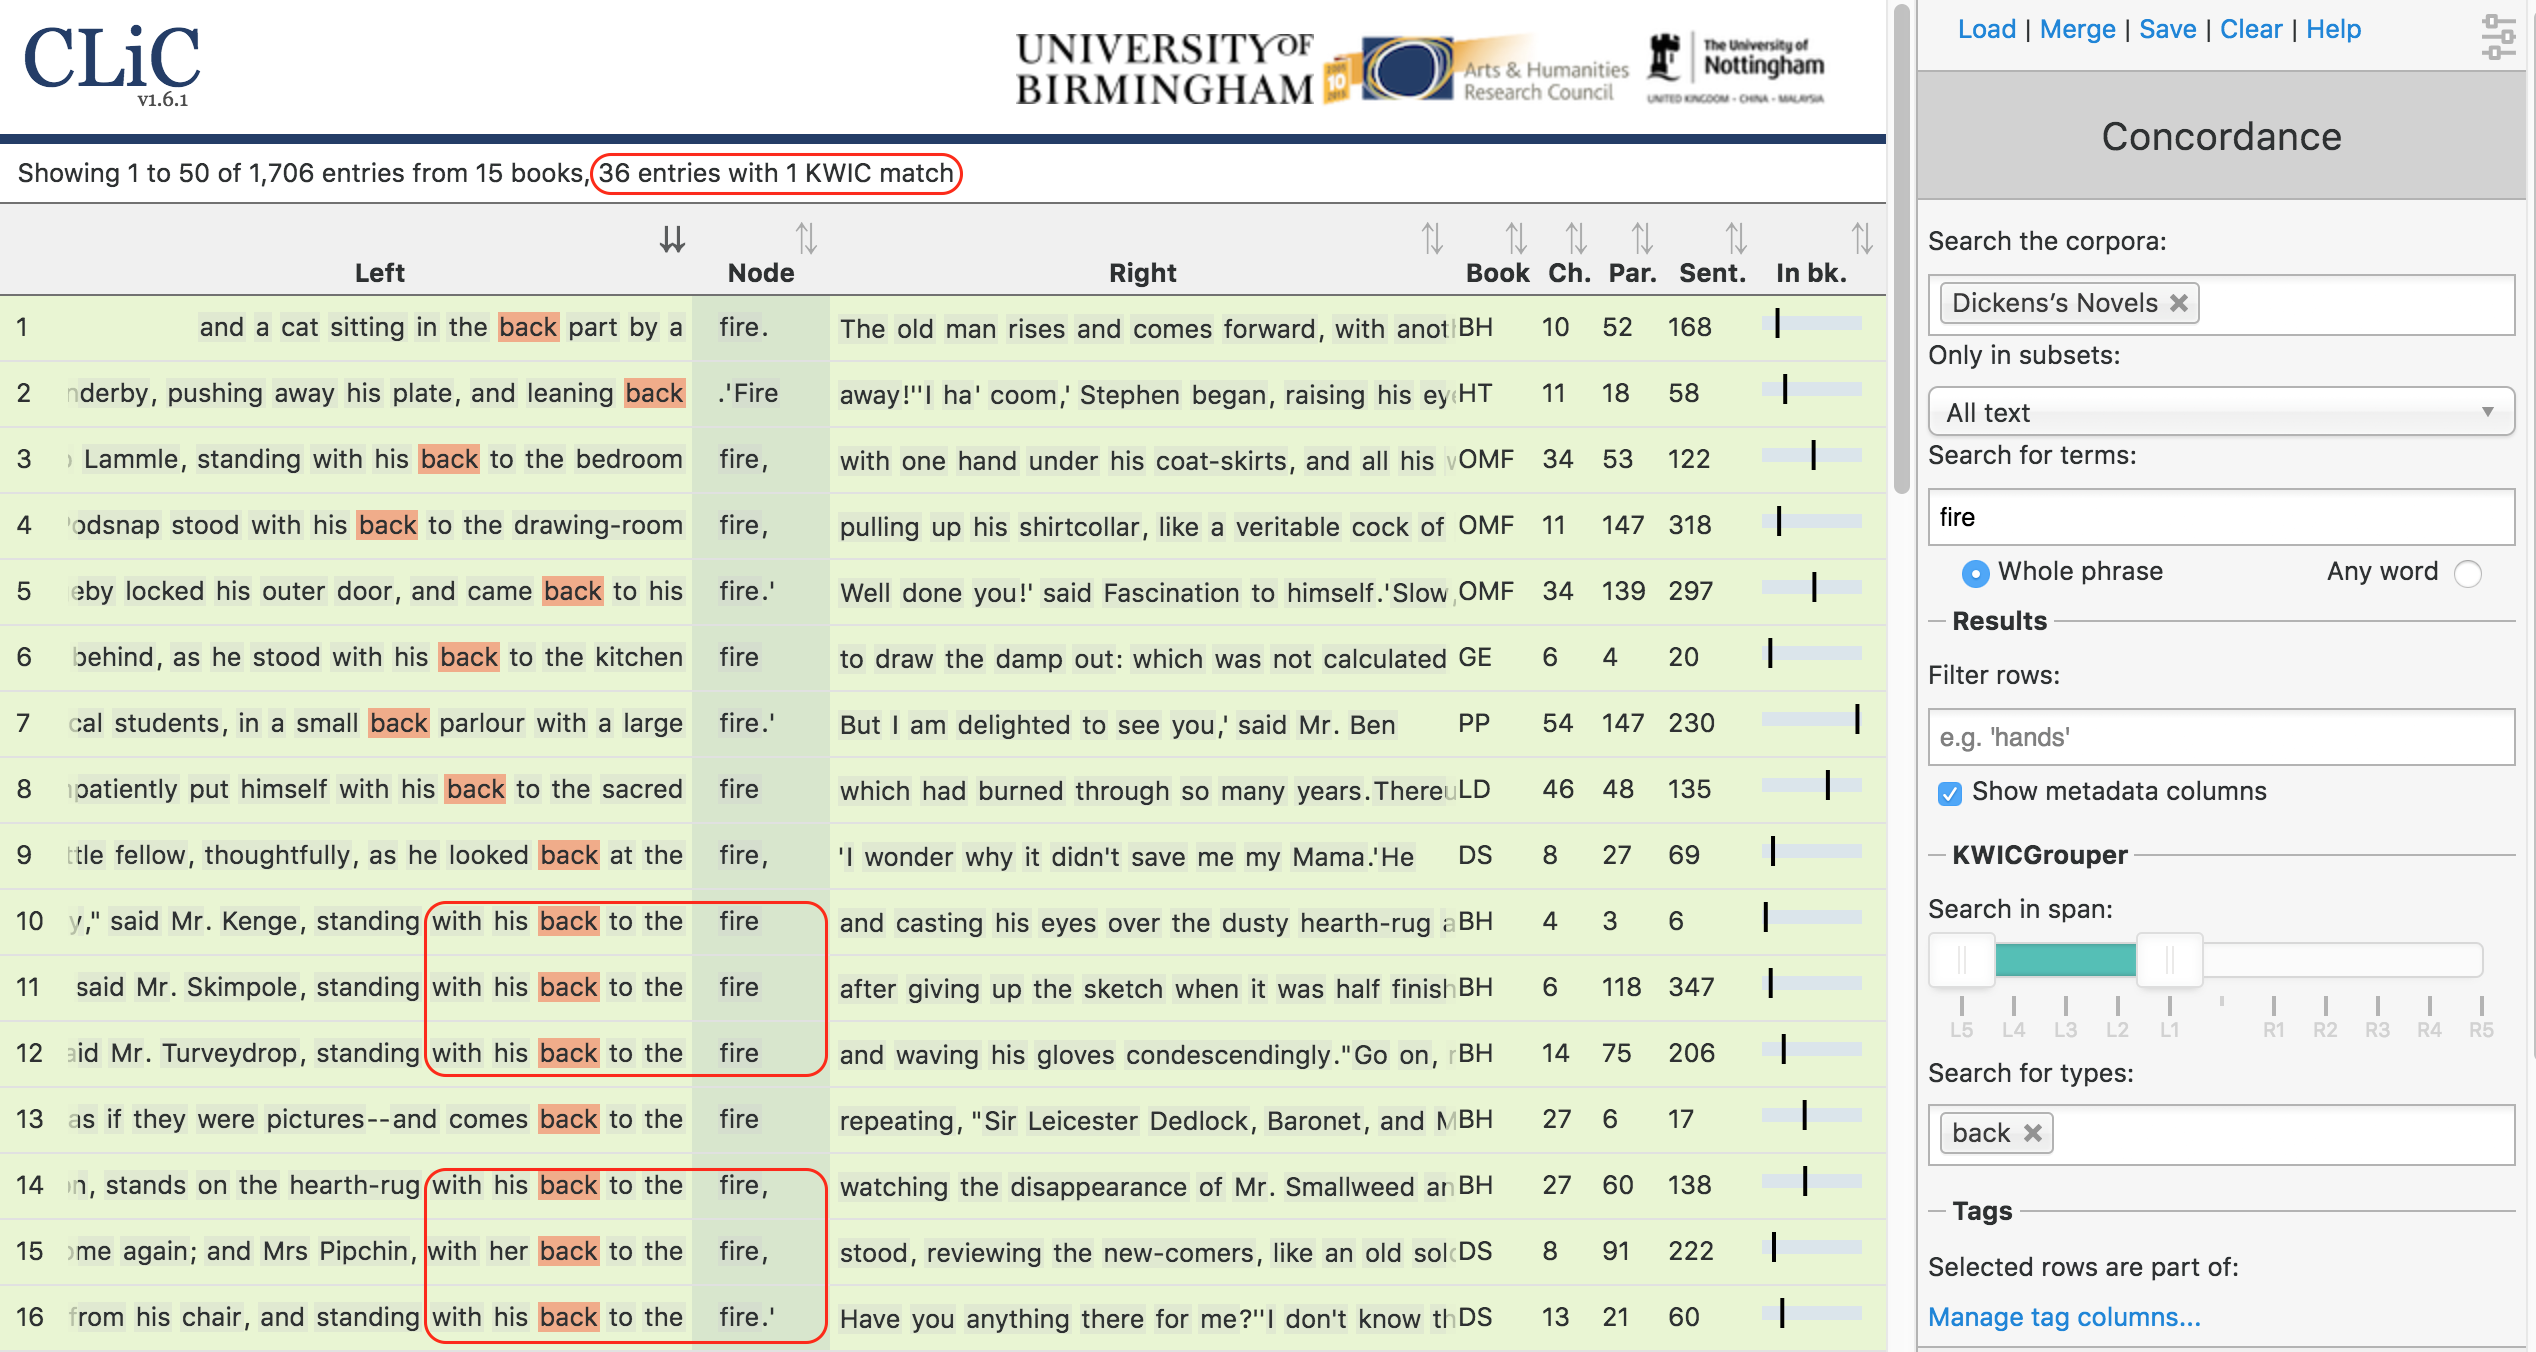 CLiC
v1.6.1
UNIVERSITY OF
BIRMINGHAM
10
Arts & Humanities
Research Council
The University of
Nottingham
UNITED KINGDOM · CHINA · MALAYSIA
Load | Merge | Save | Clear | Help
Showing 1 to 50 of 1,706 entries from 15 books, 36 entries with 1 KWIC match
Left Node Right Book Ch. Par. Sent. In bk.
1 and a cat sitting in the back part by a fire. The old man rises and comes forward, with anot BH 10 52 168
2 nderby, pushing away his plate, and leaning back .'Fire away!''I ha' coom,' Stephen began, raising his ey HT 11 18 58
3 Lammle, standing with his back to the bedroom fire, with one hand under his coat-skirts, and all his OMF 34 53 122
4 odsnap stood with his back to the drawing-room fire, pulling up his shirtcollar, like a veritable cock of OMF 11 147 318
5 eby locked his outer door, and came back to his fire.' Well done you!' said Fascination to himself.'Slow, OMF 34 139 297
6 behind, as he stood with his back to the kitchen fire to draw the damp out: which was not calculated GE 6 4 20
7 cal students, in a small back parlour with a large fire.' But I am delighted to see you,' said Mr. Ben PP 54 147 230
8 patiently put himself with his back to the sacred fire which had burned through so many years.Thereu LD 46 48 135
9 ttle fellow, thoughtfully, as he looked back at the fire, 'I wonder why it didn't save me my Mama.'He DS 8 27 69
10 y," said Mr. Kenge, standing with his back to the fire and casting his eyes over the dusty hearth-rug a BH 4 3 6
11 said Mr. Skimpole, standing with his back to the fire after giving up the sketch when it was half finish BH 6 118 347
12 aid Mr. Turveydrop, standing with his back to the fire and waving his gloves condescendingly."Go on, BH 14 75 206
13 as if they were pictures--and comes back to the fire repeating, "Sir Leicester Dedlock, Baronet, and M BH 27 6 17
14 n, stands on the hearth-rug with his back to the fire, watching the disappearance of Mr. Smallweed an BH 27 60 138
15 ome again; and Mrs Pipchin, with her back to the fire, stood, reviewing the new-comers, like an old sol DS 8 91 222
16 from his chair, and standing with his back to the fire.' Have you anything there for me?''I don't know th DS 13 21 60
Concordance
Search the corpora:
Dickens's Novels ✖
Only in subsets:
All text
Search for terms:
fire
Whole phrase Any word
Results
Filter rows:
e.g. 'hands'
Show metadata columns
KWICGrouper
Search in span:
L5 L4 L3 L2 L1 R1 R2 R3 R4 R5
Search for types:
back ✖
Tags
Selected rows are part of:
Manage tag columns...